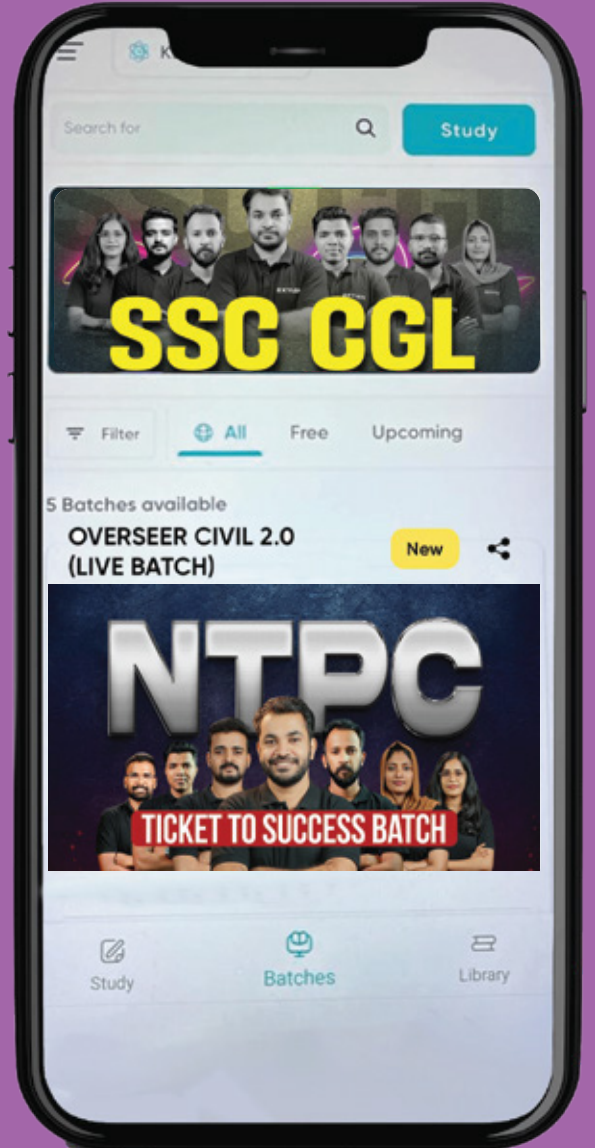 Search for
Study
SSC CGL
Filter
All
Free
Upcoming
5 Batches available
OVERSEER CIVIL 2.0
(LIVE BATCH)
New
NTPC
TICKET TO SUCCESS BATCH
Study
Batches
Library